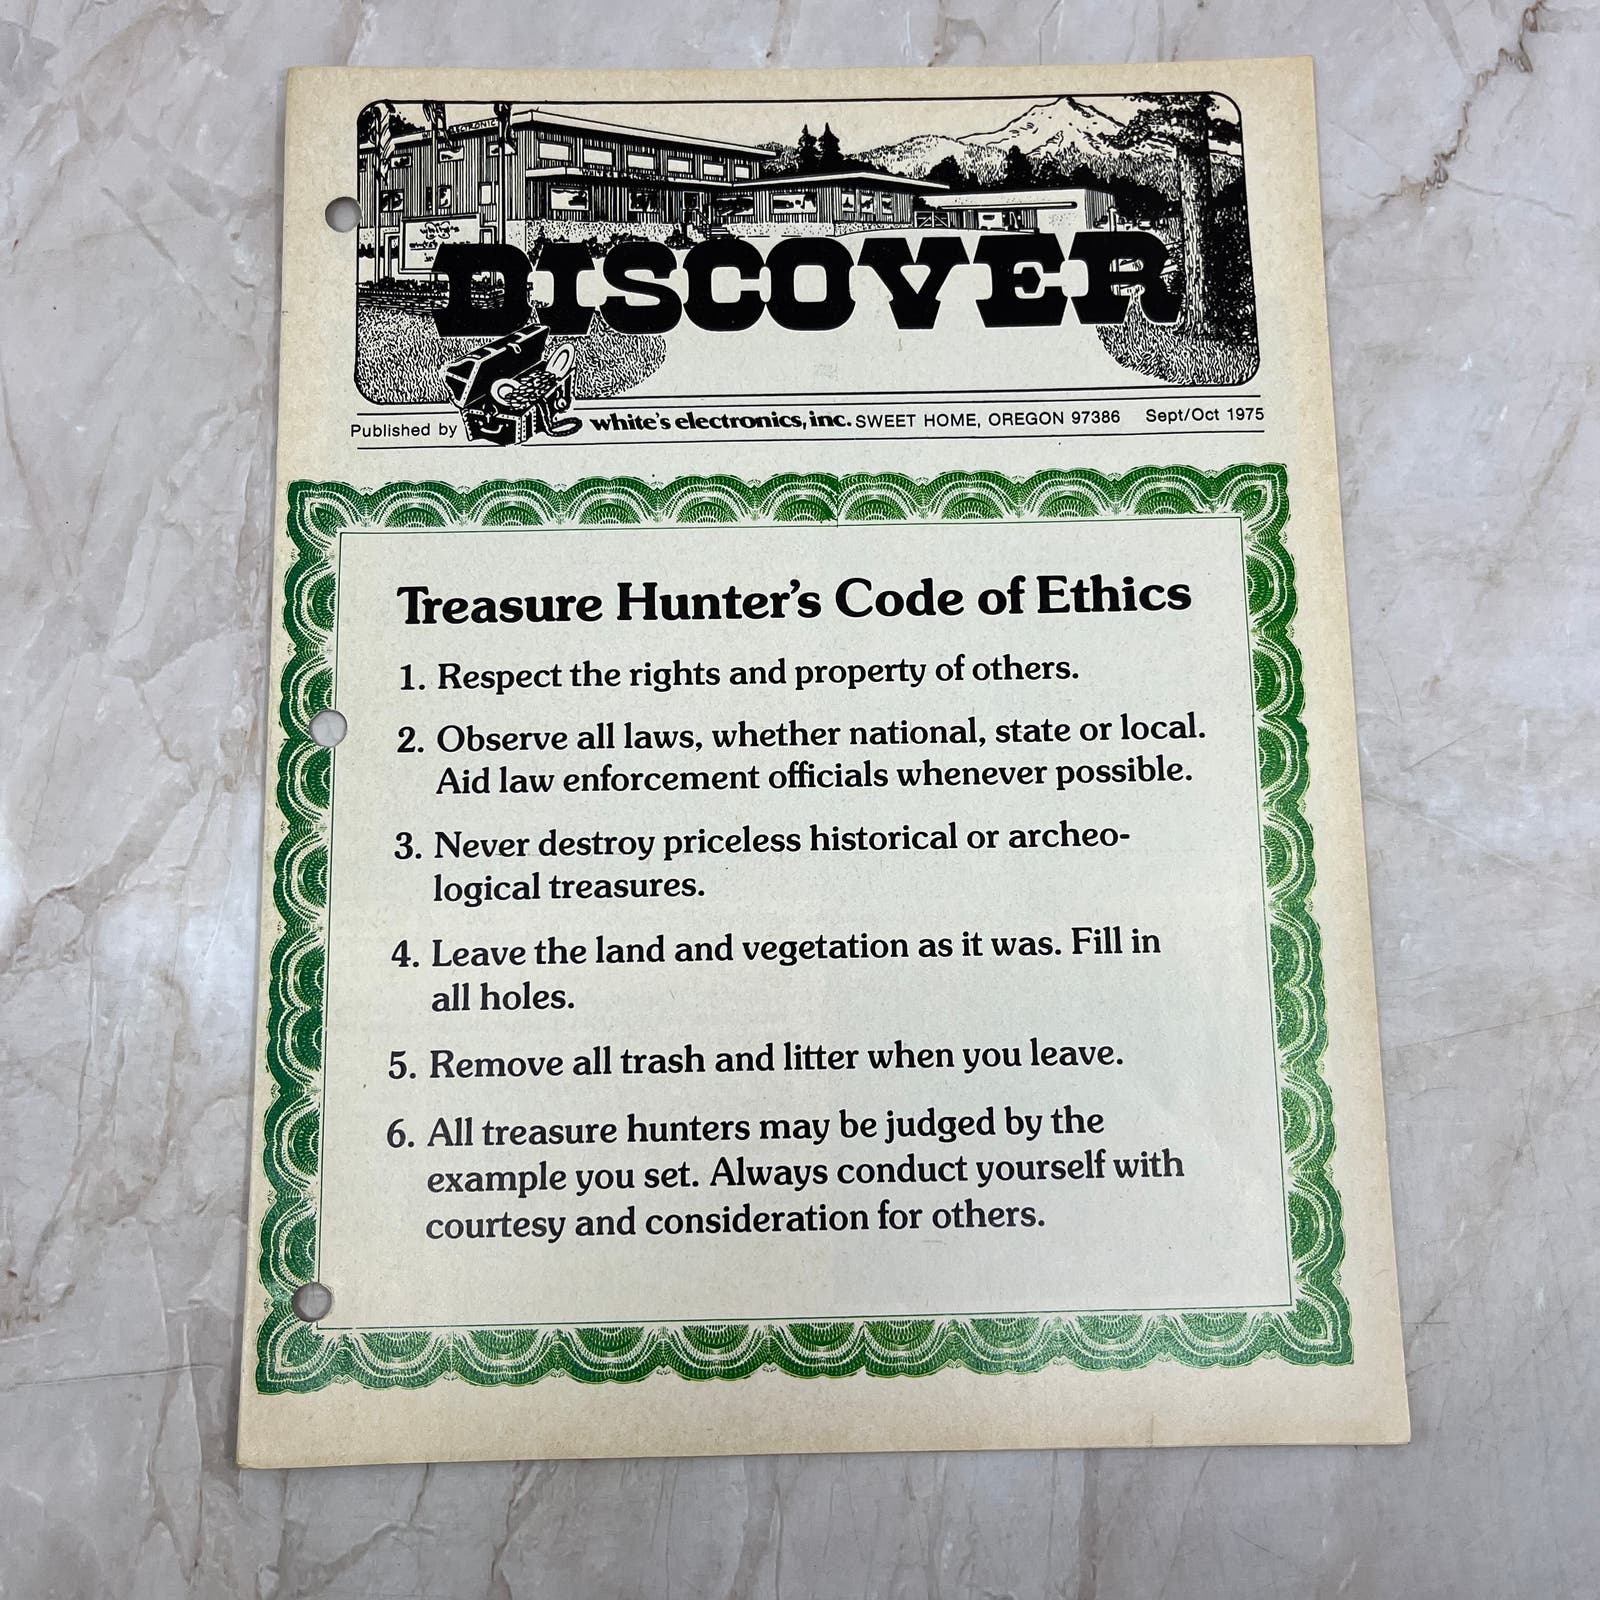 ELECTRONIC
DISCOVER
Published by white's electronics, inc. SWEET HOME, OREGON 97386 Sept/Oct 1975
Treasure Hunter's Code of Ethics
1. Respect the rights and property of others.
2. Observe all laws, whether national, state or local.
Aid law enforcement officials whenever possible.
3. Never destroy priceless historical or archeo-
logical treasures.
4. Leave the land and vegetation as it was. Fill in
all holes.
5. Remove all trash and litter when you leave.
6. All treasure hunters may be judged by the
example you set. Always conduct yourself with
courtesy and consideration for others.